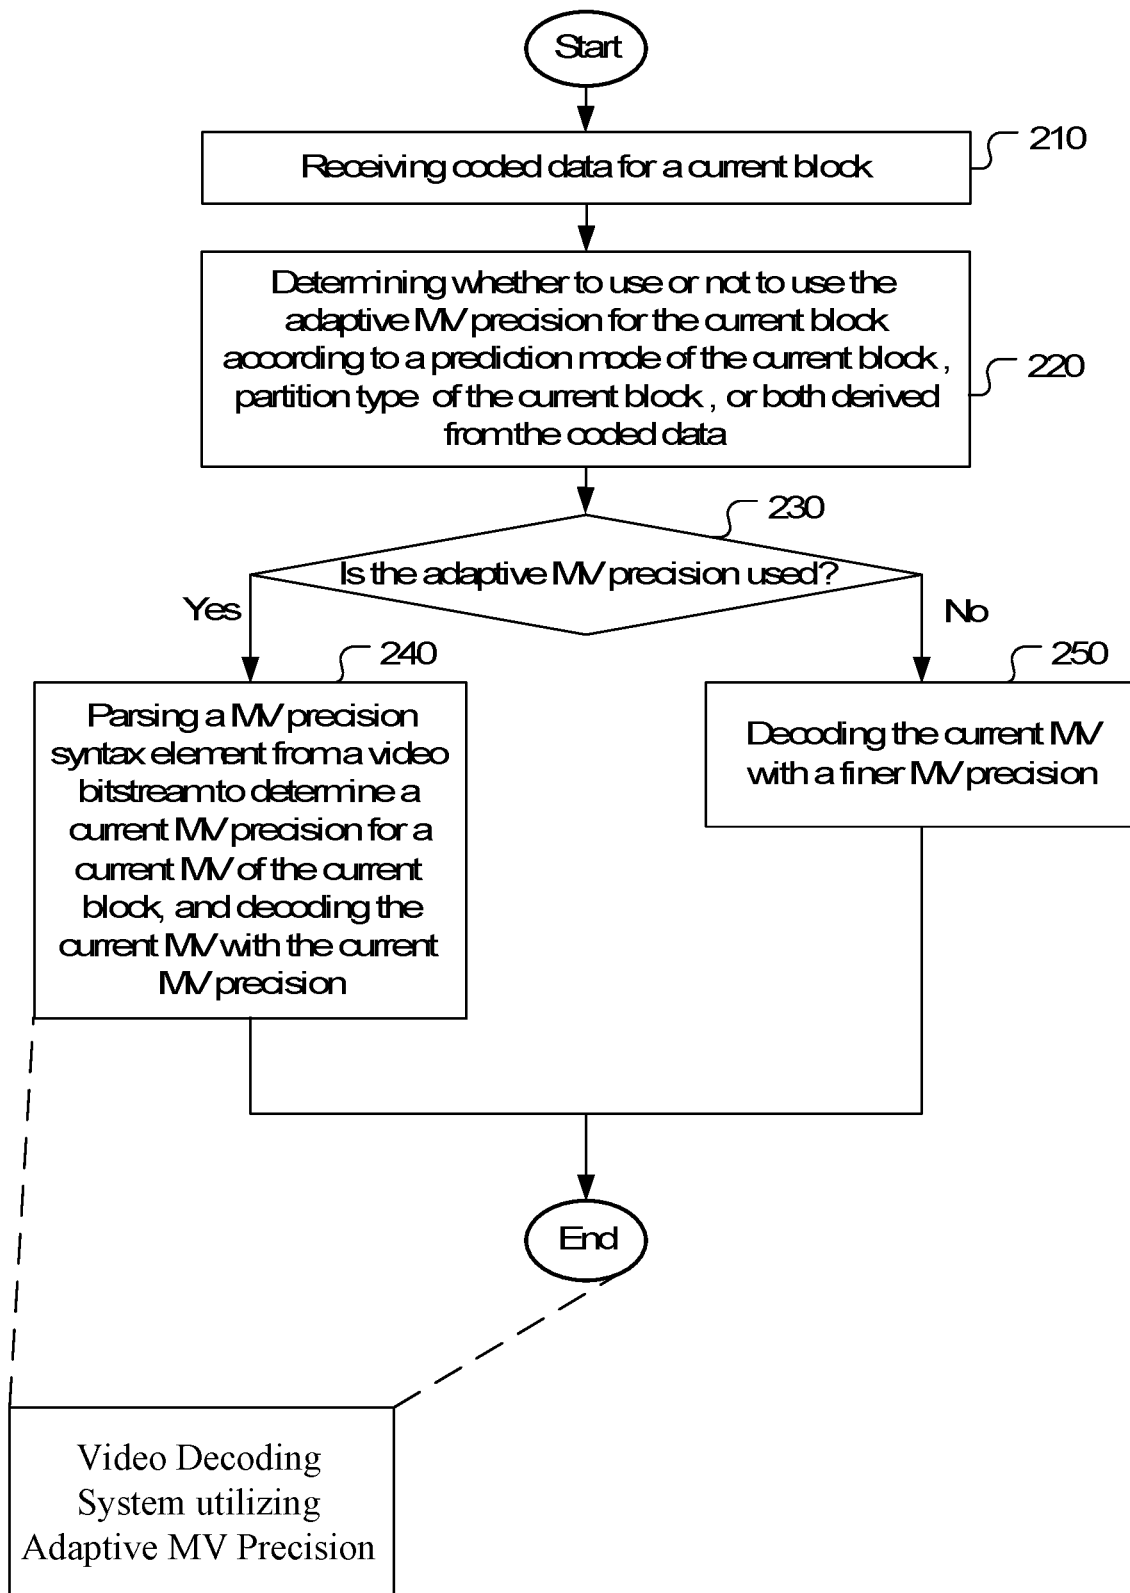 Start
210
Receiving coded data for a current block
Determining whether to use or not to use the
adaptive MV precision for the current block
according to a prediction mode of the current block ,
partition type of the current block , or both derived
from the coded data
220
230
Is the adaptive MV precision used?
Yes
No
240
250
Parsing a MV precision
syntax element from a video
bitstream to determine a
current MV precision for a
current MV of the current
block, and decoding the
current MV with the current
MV precision
Decoding the current MV
with a finer MV precision
End
Video Decoding
System utilizing
Adaptive MV Precision